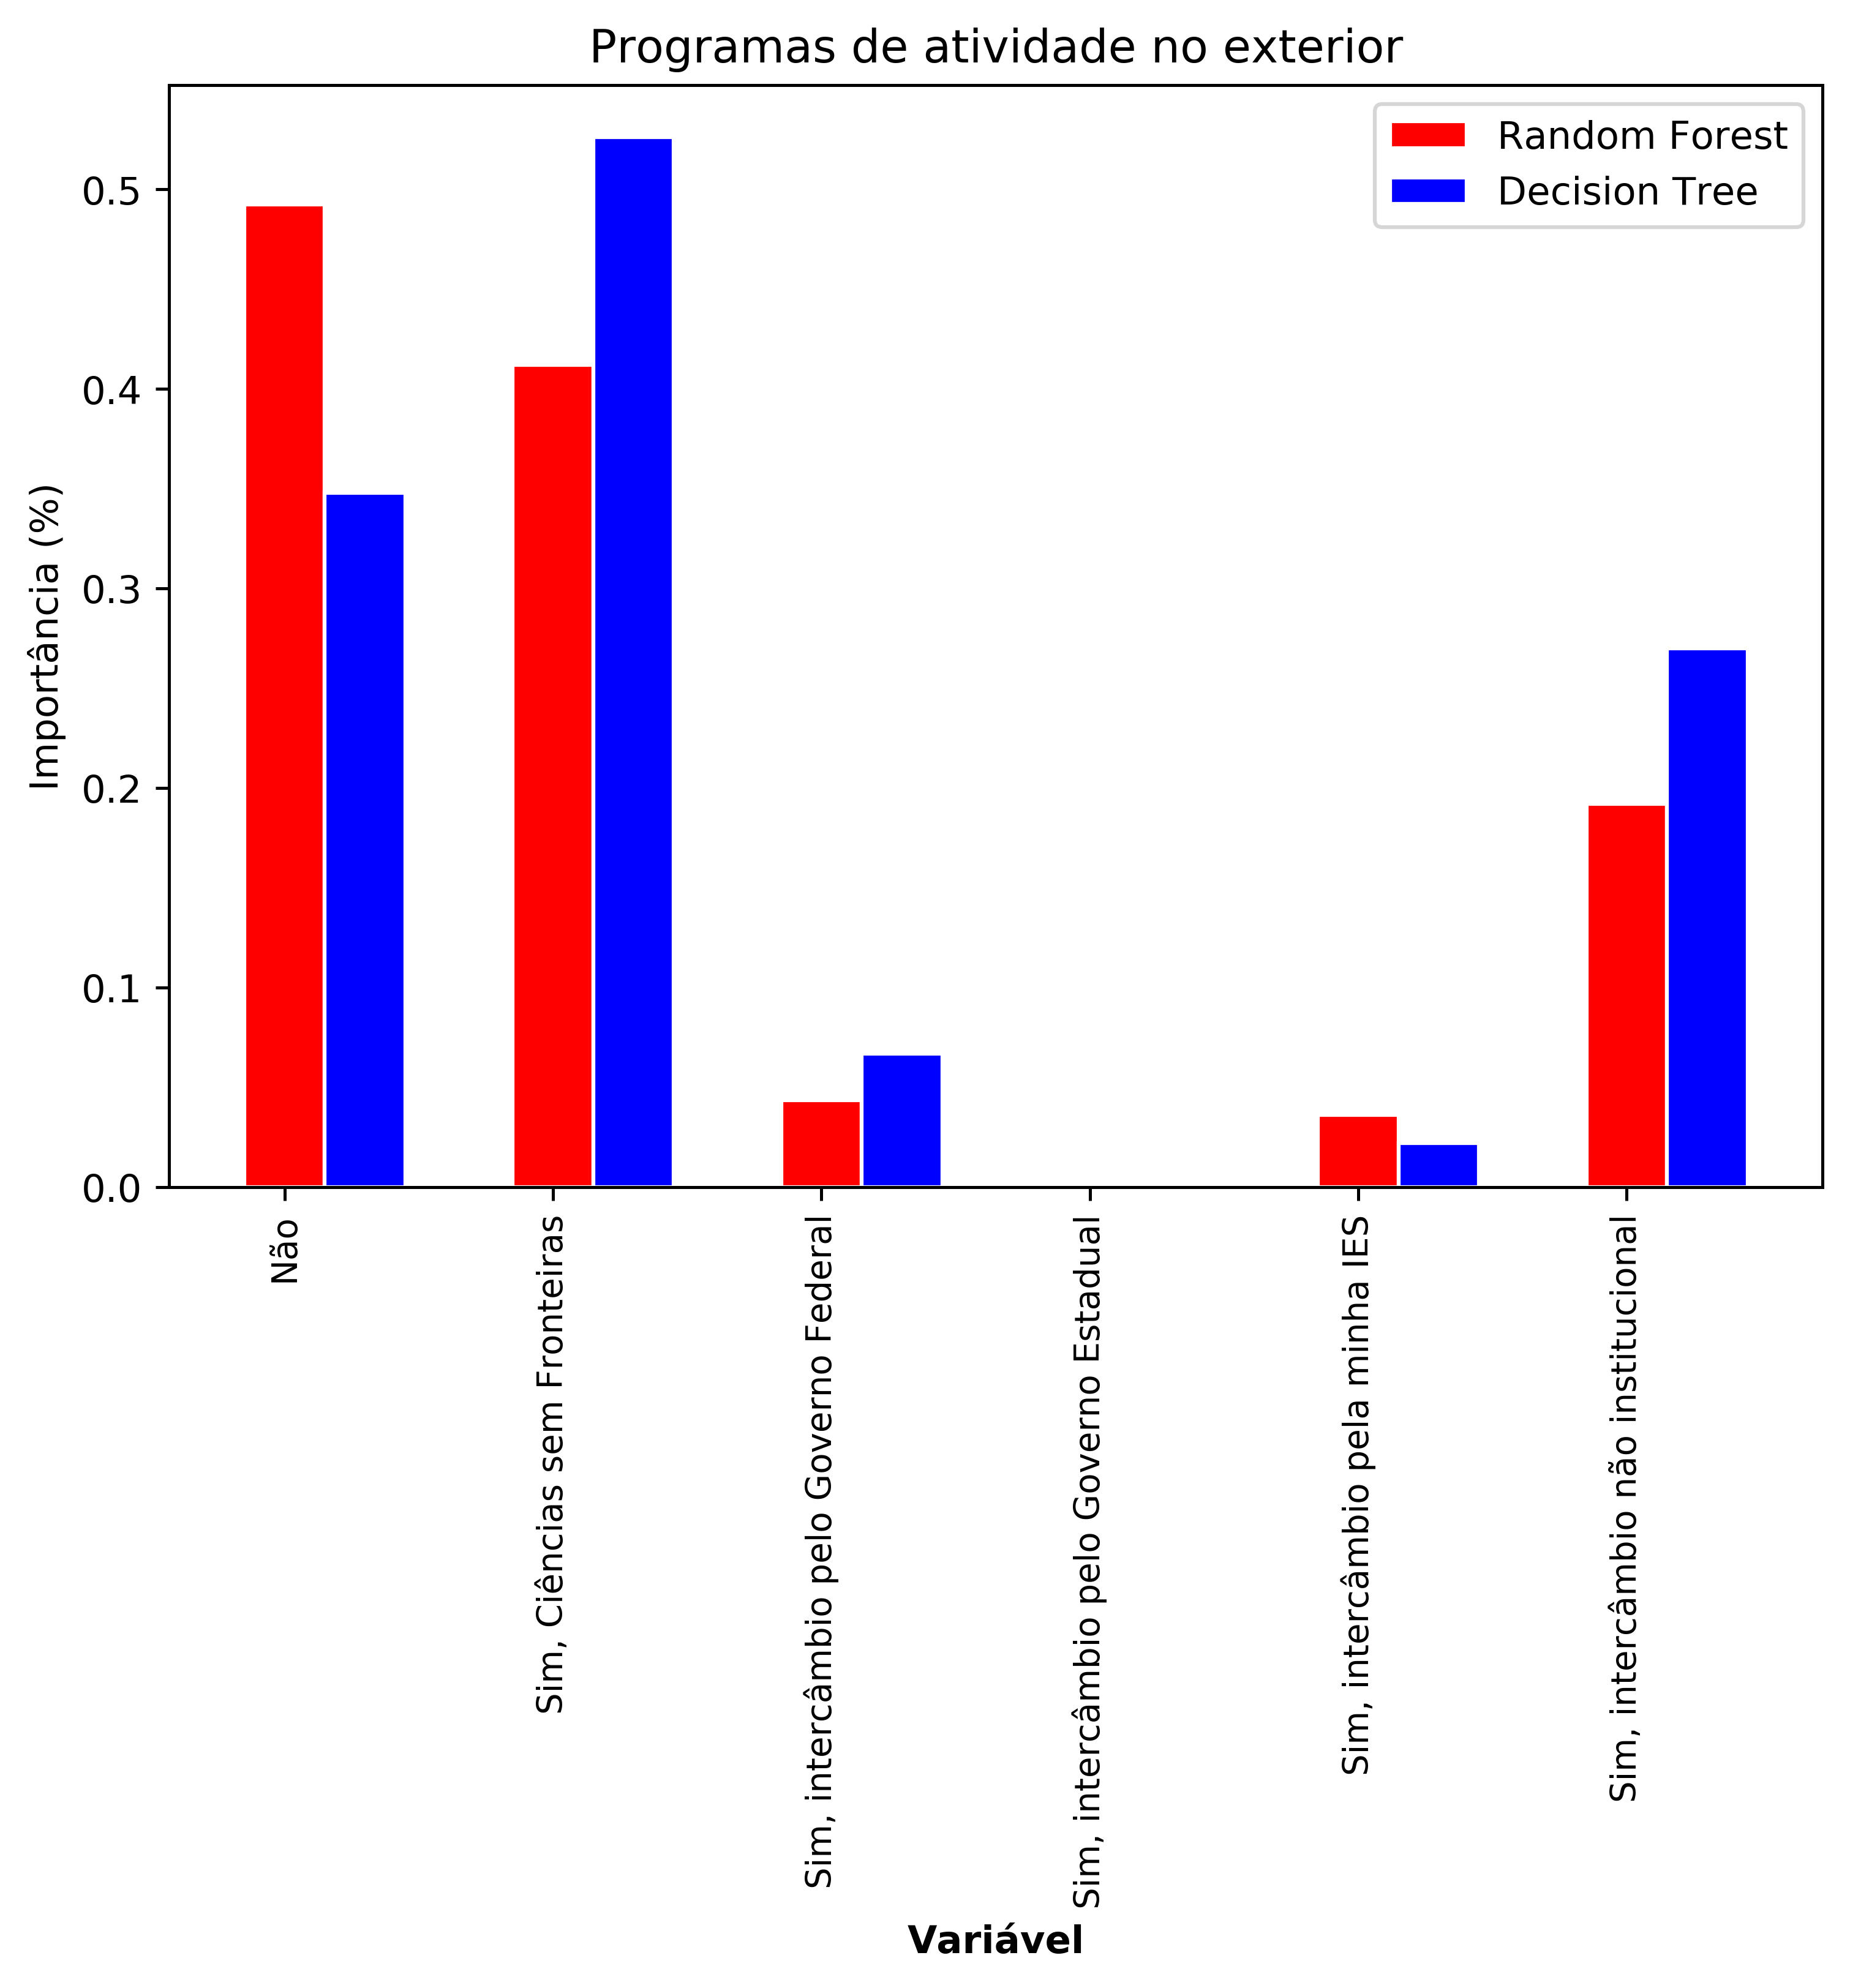 Programas de atividade no exterior
Random Forest
Decision Tree
Importância (%)
0.5
0.4
0.3
0.2
0.1
0.0
Não
Sim, Ciências sem Fronteiras
Sim, intercâmbio pelo Governo Federal
Sim, intercâmbio pelo Governo Estadual
Sim, intercâmbio pela minha IES
Sim, intercâmbio não institucional
Variável